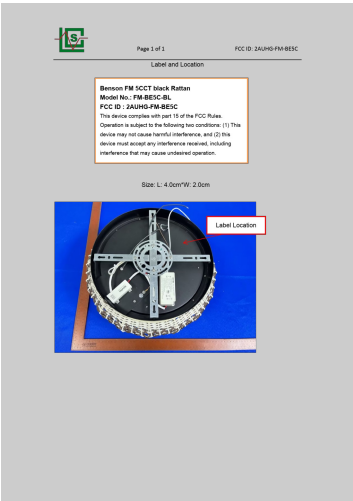 LCS
Page 1 of 1
FCC ID: 2AUHG-FM-BE5C
Label and Location
Benson FM 5CCT black Rattan
Model No.: FM-BE5C-BL
FCC ID : 2AUHG-FM-BE5C
This device complies with part 15 of the FCC Rules.
Operation is subject to the following two conditions: (1) This
device may not cause harmful interference, and (2) this
device must accept any interference received, including
interference that may cause undesired operation.
Size: L: 4.0cm*W: 2.0cm
Label Location